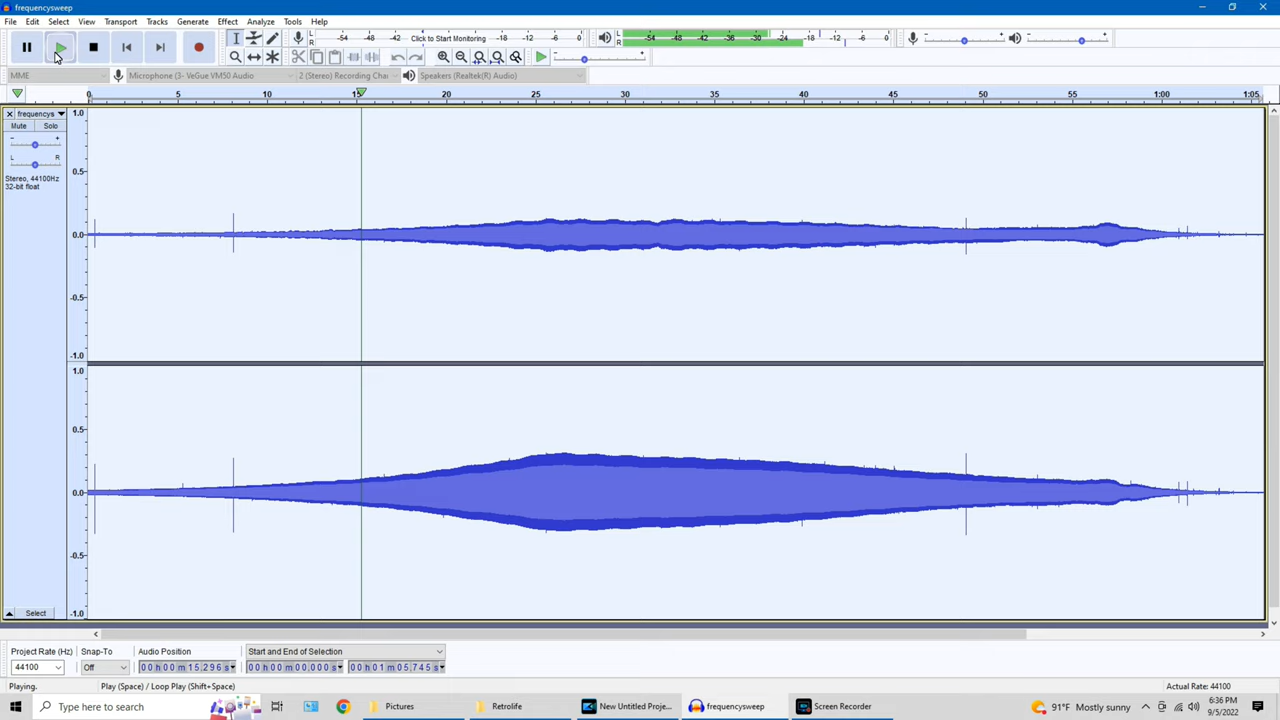 frequencysweep
File Edit Select View Transport Tracks Generate Effect Analyze Tools Help
L R -54 -48 -42 Click to Start Monitoring -18 -12 -6 0 L R -54 -48 -42 -36 -30 -24 -18 -12 -6 0
MME Microphone (3- VeGue VM50 Audio 2 (Stereo) Recording Chan Speakers (Realtek(R) Audio)
0 5 10 15 20 25 30 35 40 45 50 55 1:00 1:05
frequencys
Mute Solo
- +
L R
Stereo, 44100Hz
32-bit float
1.0
0.5
0.0
-0.5
-1.0
1.0
0.5
0.0
-0.5
-1.0
Select
Project Rate (Hz) Snap-To Audio Position Start and End of Selection
44100 Off 00 h 00 m 15.296 s 00 h 00 m 00.000 s 00 h 01 m 05.745 s
Playing. Play (Space) / Loop Play (Shift+Space) Actual Rate: 44100
Type here to search Pictures Retrolife New Untitled Proje... frequencysweep Screen Recorder 91°F Mostly sunny 6:36 PM
9/5/2022